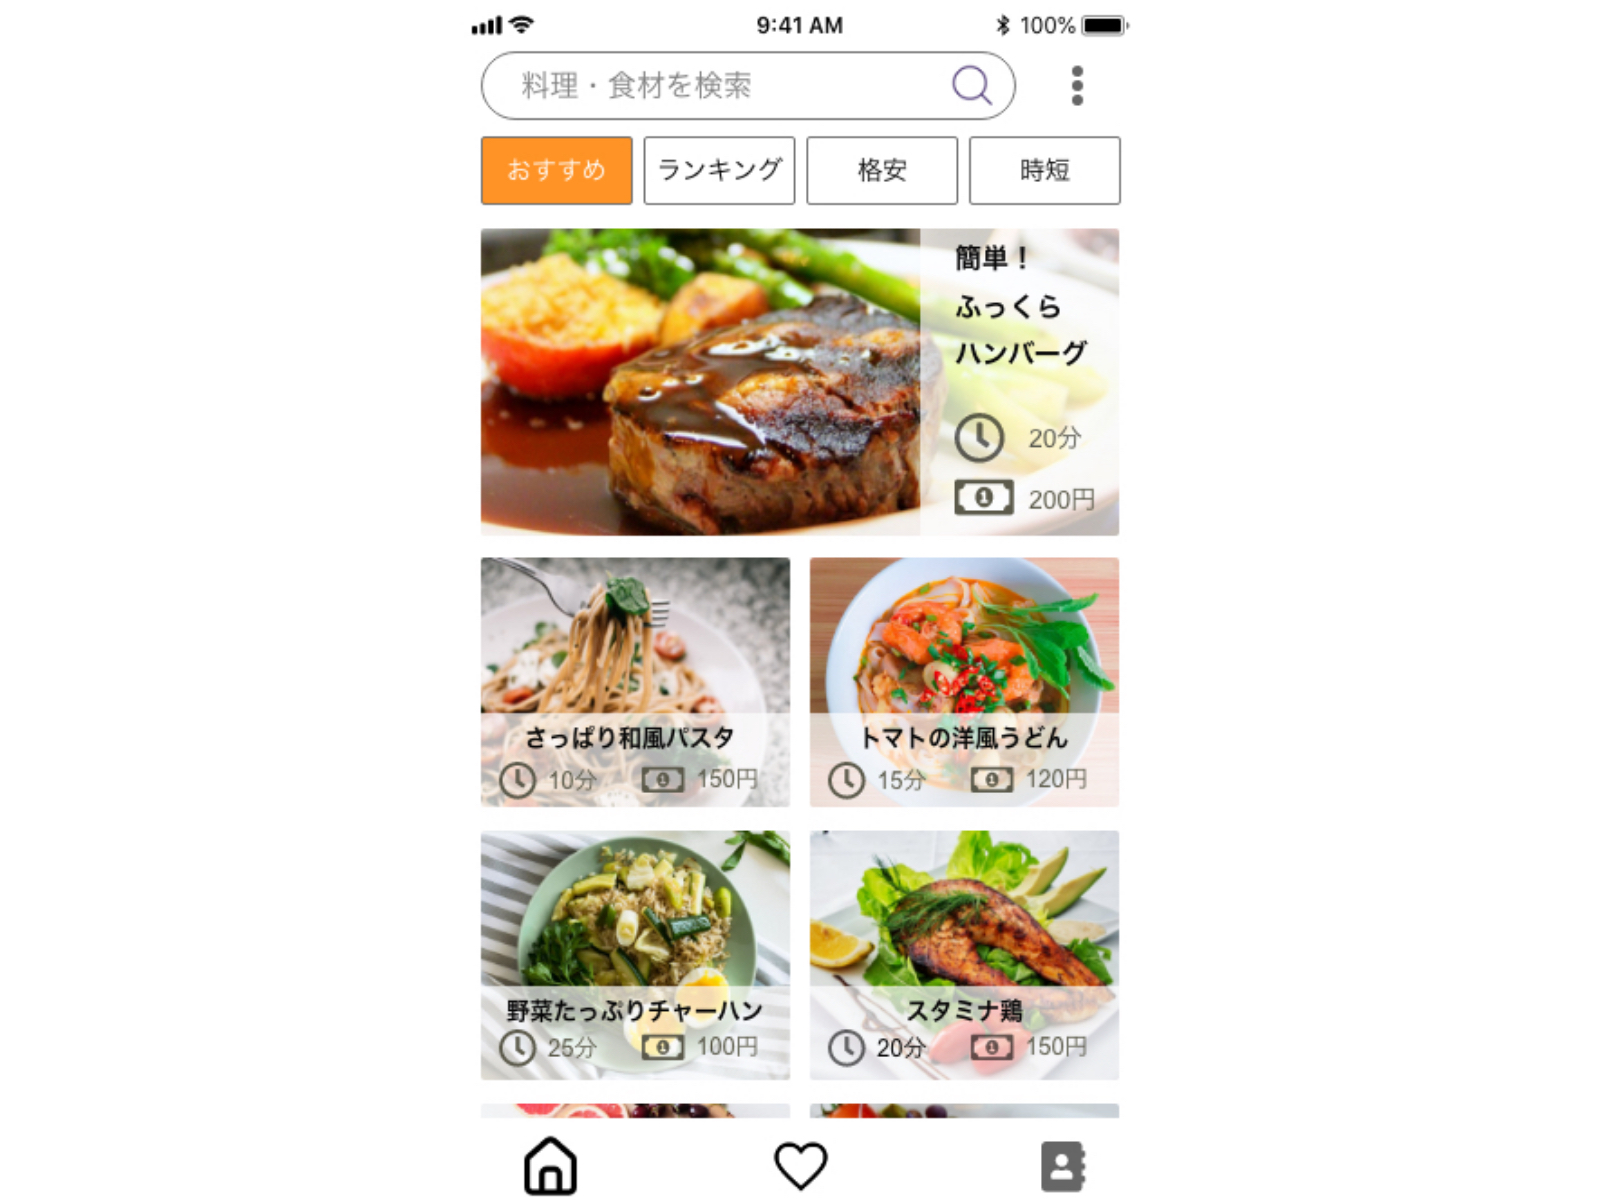 9:41 AM
100%
料理・食材を検索
おすすめ
ランキング
格安
時短
簡単！
ふっくら
ハンバーグ
20分
200円
さっぱり和風パスタ
10分
150円
トマトの洋風うどん
15分
120円
野菜たっぷりチャーハン
25分
100円
スタミナ鶏
20分
150円